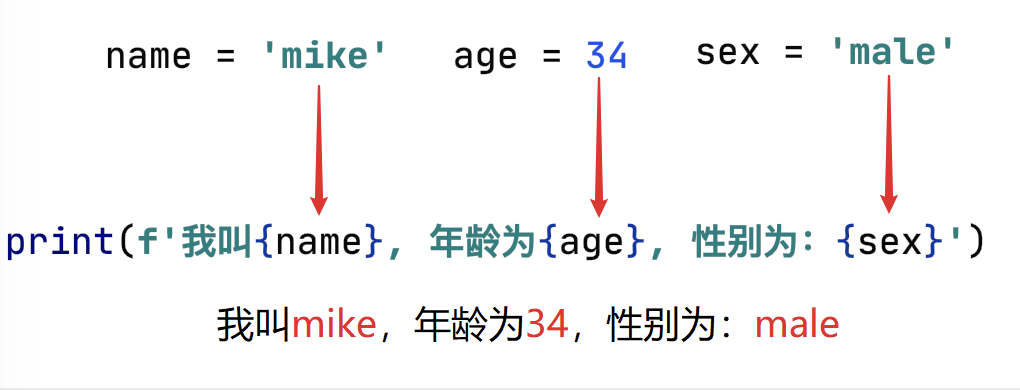 name = 'mike' age = 34 sex = 'male'
print(f'我叫{name}, 年龄为{age}, 性别为: {sex}')
我叫mike，年龄为34，性别为：male